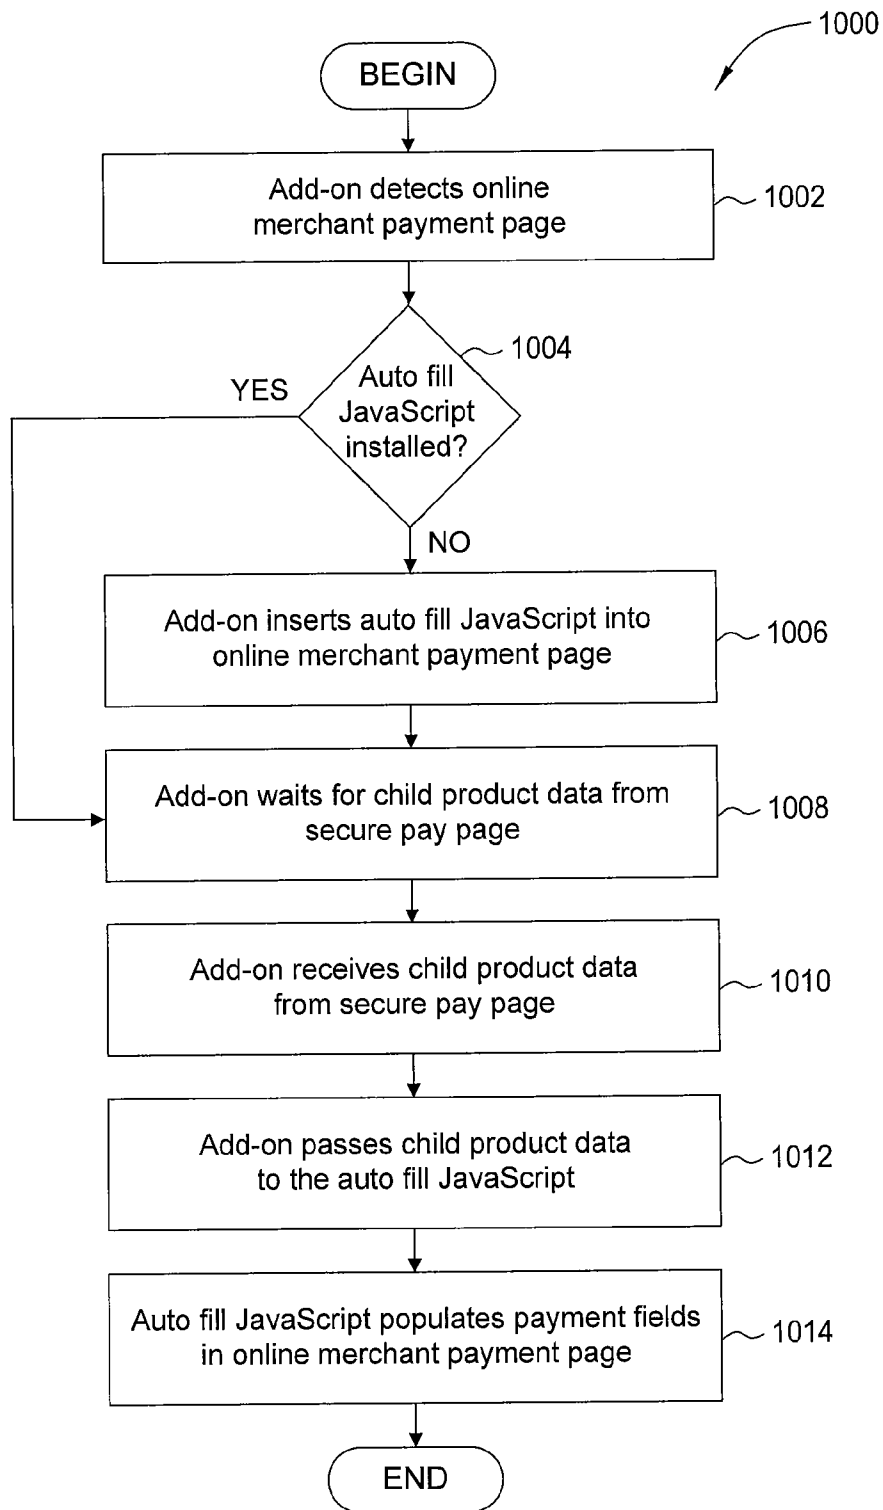 1000
BEGIN
Add-on detects online
merchant payment page
1002
1004
YES
Auto fill
JavaScript
installed?
NO
Add-on inserts auto fill JavaScript into
online merchant payment page
1006
Add-on waits for child product data from
secure pay page
1008
Add-on receives child product data
from secure pay page
1010
Add-on passes child product data
to the auto fill JavaScript
1012
Auto fill JavaScript populates payment fields
in online merchant payment page
1014
END